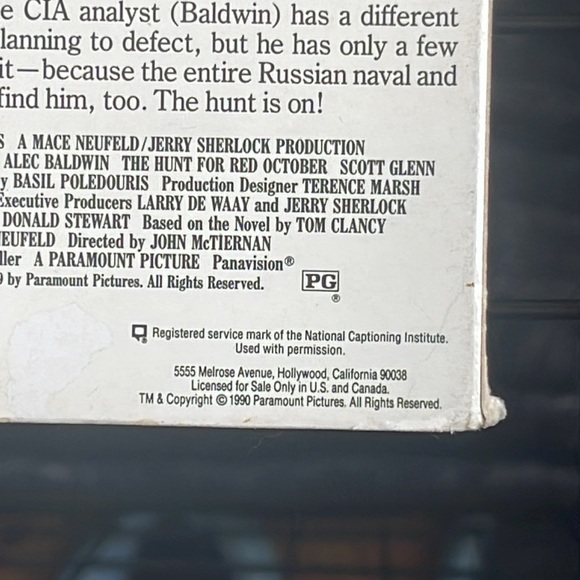 e CIA analyst (Baldwin) has a different
lanning to defect, but he has only a few
it—because the entire Russian naval and
find him, too. The hunt is on!
S A MACE NEUFELD/JERRY SHERLOCK PRODUCTION
ALEC BALDWIN THE HUNT FOR RED OCTOBER SCOTT GLENN
y BASIL POLEDOURIS Production Designer TERENCE MARSH
Executive Producers LARRY DE WAAY and JERRY SHERLOCK
DONALD STEWART Based on the Novel by TOM CLANCY
EUFELD Directed by JOHN McTIERNAN
ller A PARAMOUNT PICTURE Panavision®
9 by Paramount Pictures. All Rights Reserved. PG ®
Registered service mark of the National Captioning Institute.
Used with permission.
5555 Melrose Avenue, Hollywood, California 90038
Licensed for Sale Only in U.S. and Canada.
TM & Copyright © 1990 Paramount Pictures. All Rights Reserved.